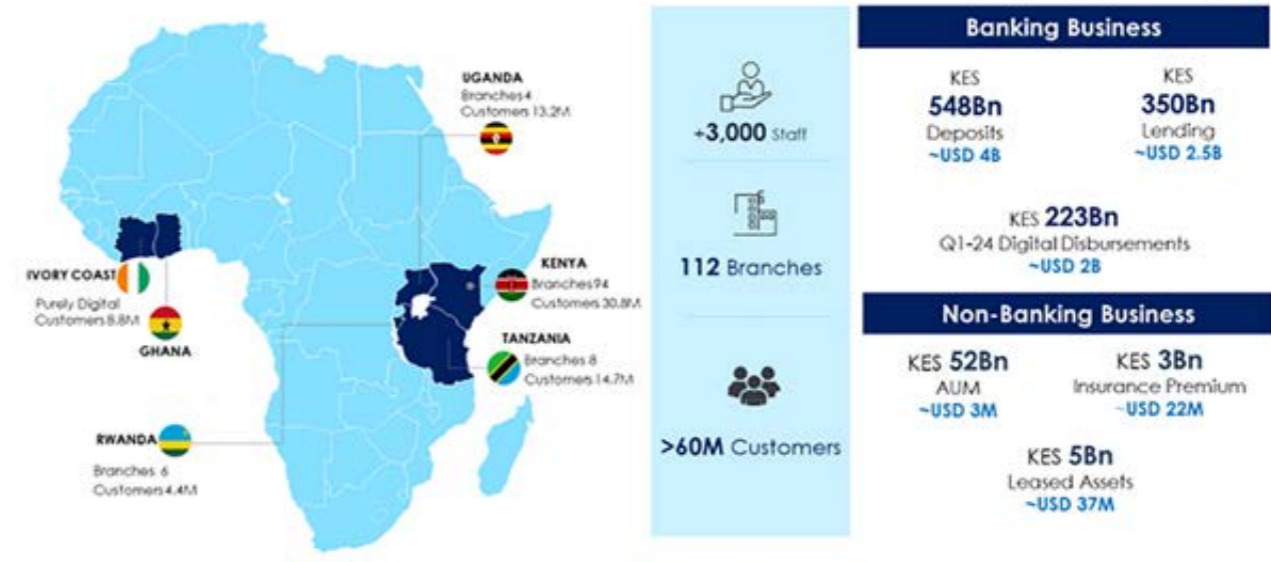 UGANDA
Branches 4
Customers 13.2M
IVORY COAST
Purely Digital
Customers 8.8M
GHANA
KENYA
Branches 94
Customers 30.8M
TANZANIA
Branches 8
Customers 14.7M
RWANDA
Branches 6
Customers 4.4M
+3,000 Staff
112 Branches
>60M Customers
Banking Business
KES
548Bn
Deposits
~USD 4B
KES
350Bn
Lending
~USD 2.5B
KES 223Bn
Q1-24 Digital Disbursements
~USD 2B
Non-Banking Business
KES 52Bn
AUM
~USD 3M
KES 3Bn
Insurance Premium
~USD 22M
KES 5Bn
Leased Assets
~USD 37M